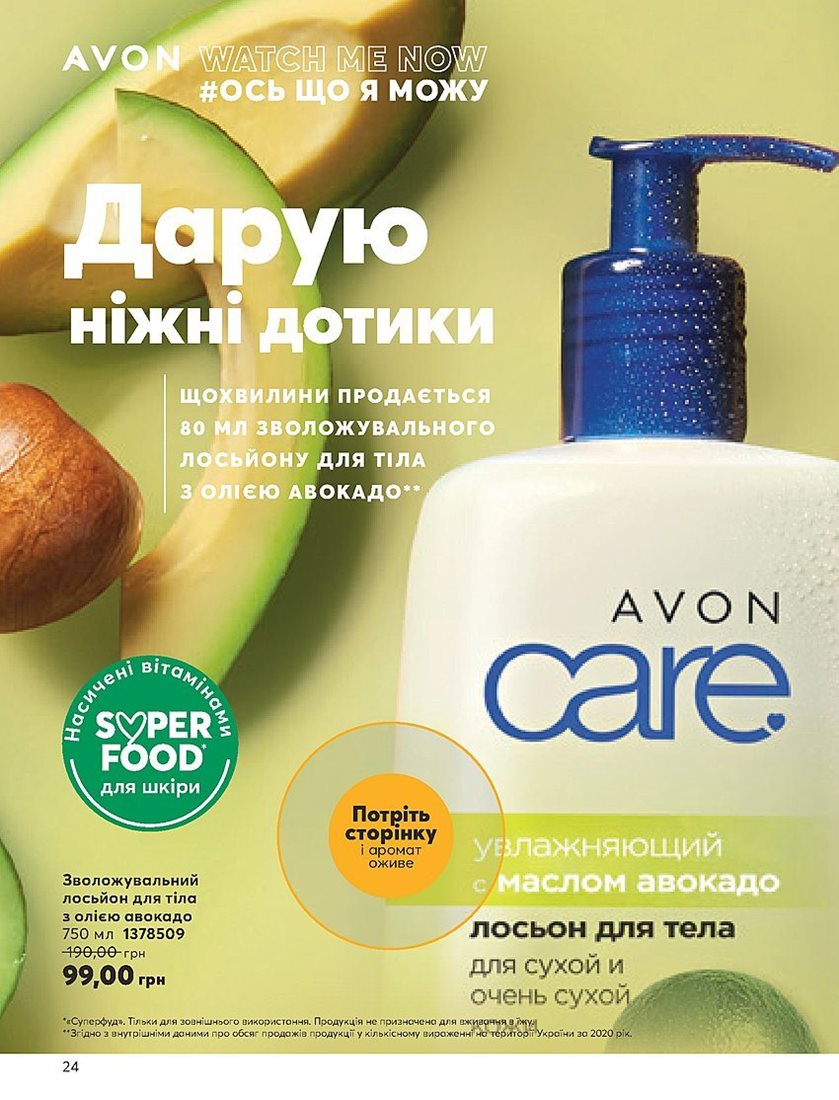 AVON WATCH ME NOW
#ОСЬ ЩО Я МОЖУ
Дарую
ніжні дотики
ЩОХВИЛИНИ ПРОДАЄТЬСЯ
80 МЛ ЗВОЛОЖУВАЛЬНОГО
ЛОСЬЙОНУ ДЛЯ ТІЛА
З ОЛІЄЮ АВОКАДО**
AVON
care
Насичені вітамінами
SUPER
FOOD*
для шкіри
Потріть
сторінку
і аромат
оживе
увлажняющий
с маслом авокадо
лосьон для тела
для сухой и
очень сухой
кожи
Зволожувальний
лосьйон для тіла
з олією авокадо
750 мл 1378509
190,00 грн
99,00 грн
*«Суперфуд». Тільки для зовнішнього використання. Продукція не призначена для вживання в їжу.
**Згідно з внутрішніми даними про обсяг продажів продукції у кількісному вираженні на території України за 2020 рік.
24